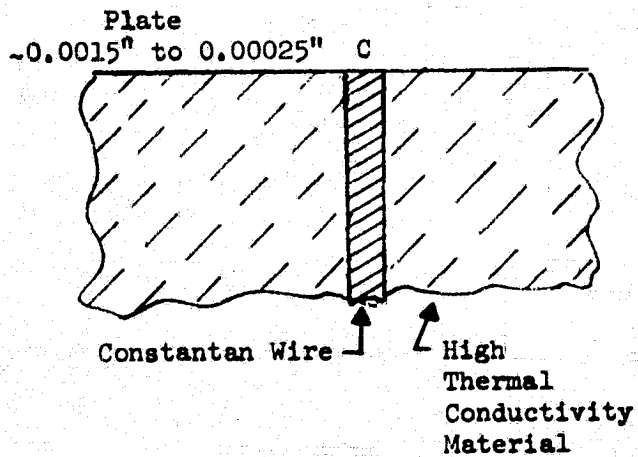 Plate
~0.0015" to 0.00025" C
Constantan Wire
High
Thermal
Conductivity
Material